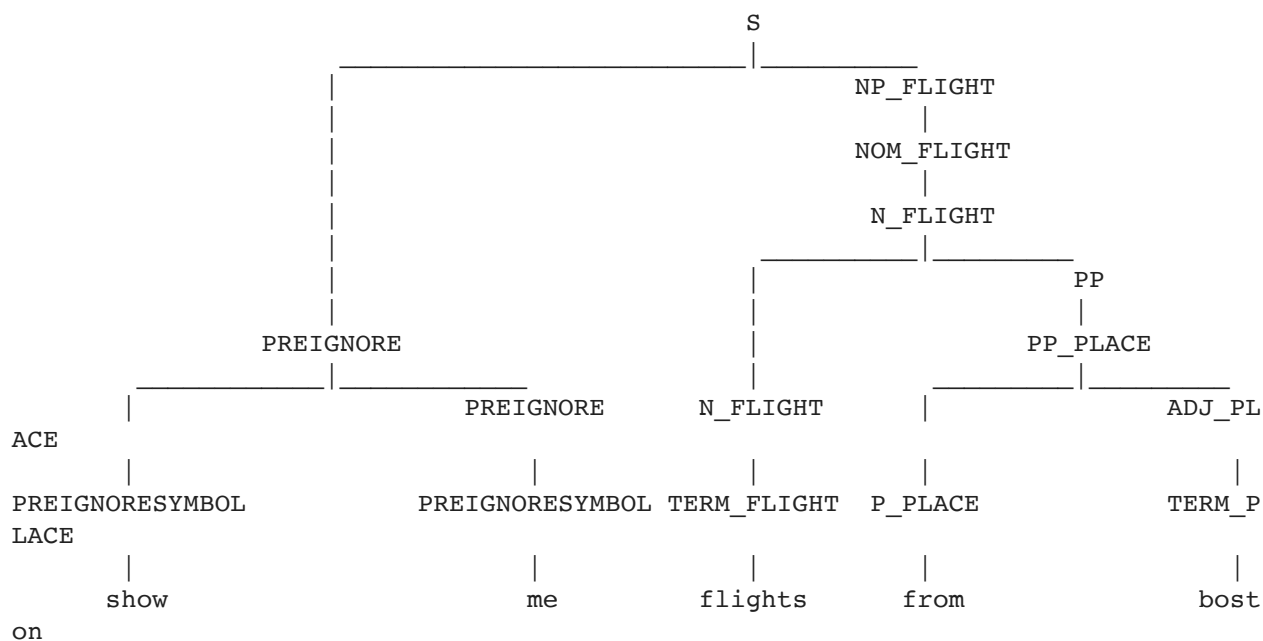 S
NP_FLIGHT
NOM_FLIGHT
N_FLIGHT
PP
PREIGNORE PP_PLACE
PREIGNORE N_FLIGHT ADJ_PL
ACE
PREIGNORESYMBOL PREIGNORESYMBOL TERM_FLIGHT P_PLACE TERM_P
LACE
show me flights from bost
on